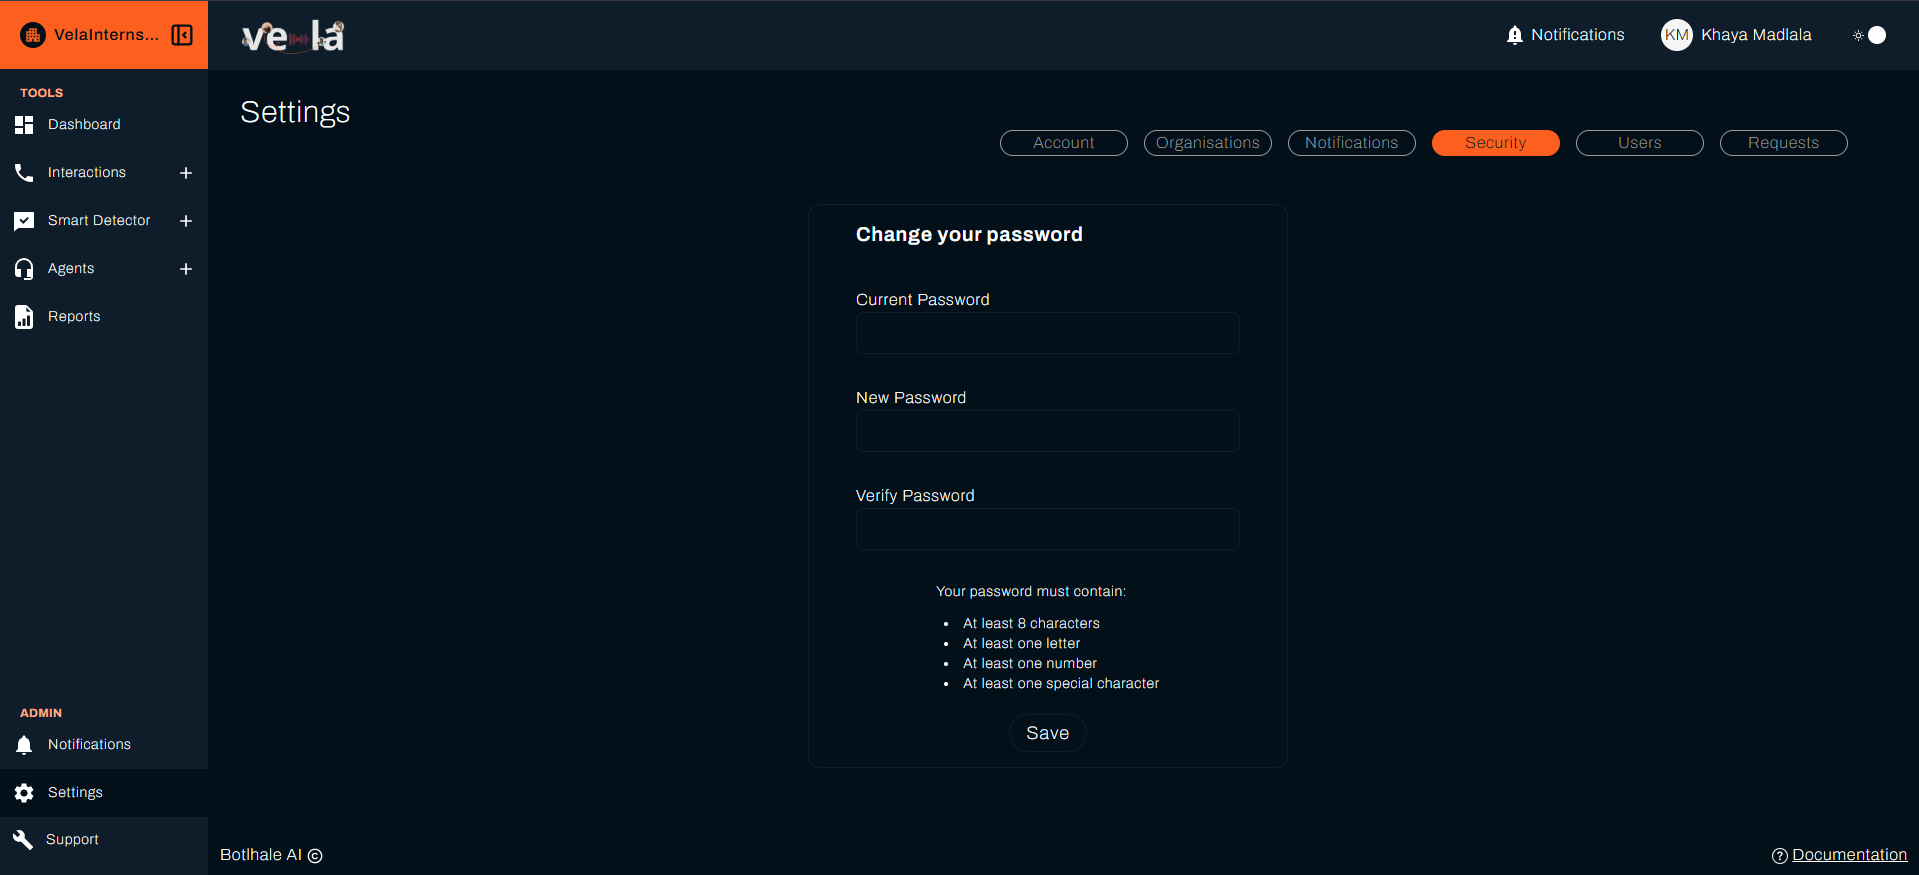 VelaInterns...
vela
Notifications
KM
Khaya Madlala
TOOLS
Dashboard
Interactions
Smart Detector
Agents
Reports
ADMIN
Notifications
Settings
Support
Settings
Account
Organisations
Notifications
Security
Users
Requests
Change your password
Current Password
New Password
Verify Password
Your password must contain:
• At least 8 characters
• At least one letter
• At least one number
• At least one special character
Save
Botlhale AI ©
Documentation